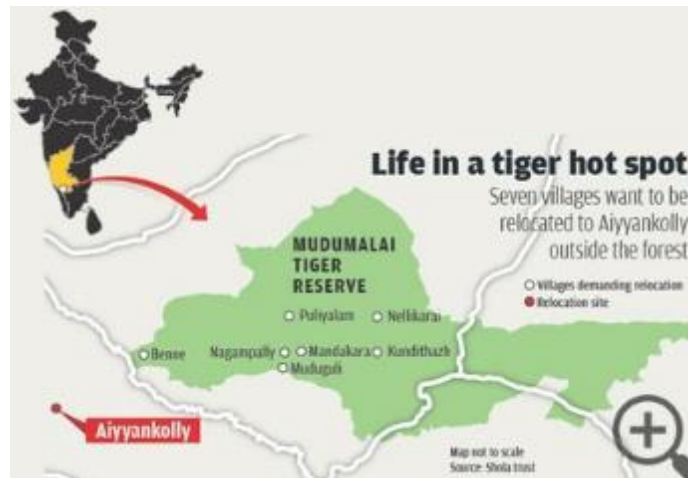 Life in a tiger hot spot
Seven villages want to be
relocated to Aiyyankolly
outside the forest
Villages demanding relocation
Relocation site
MUDUMALAI
TIGER
RESERVE
Puliyalam
Nellikarai
Benne
Nagampally
Mandakara
Kundithazh
Muduguli
Aiyyankolly
Map not to scale
Source: Shola trust